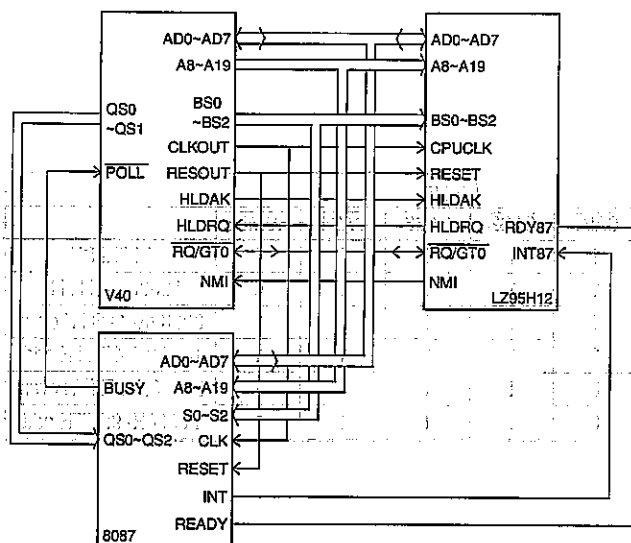 AD0~AD7
A8~A19
BS0
~BS2
QS0
~QS1
CLKOUT
POLL
RESOUT
HLDAK
HLDRQ
RQ/GT0
NMI
V40
AD0~AD7
A8~A19
BS0~BS2
CPUCLK
RESET
HLDAK
HLDRQ
RDY87
RQ/GT0
INT87
NMI
LZ95H12
AD0~AD7
A8~A19
BUSY
S0~S2
QS0~QS2
CLK
RESET
INT
READY
8087